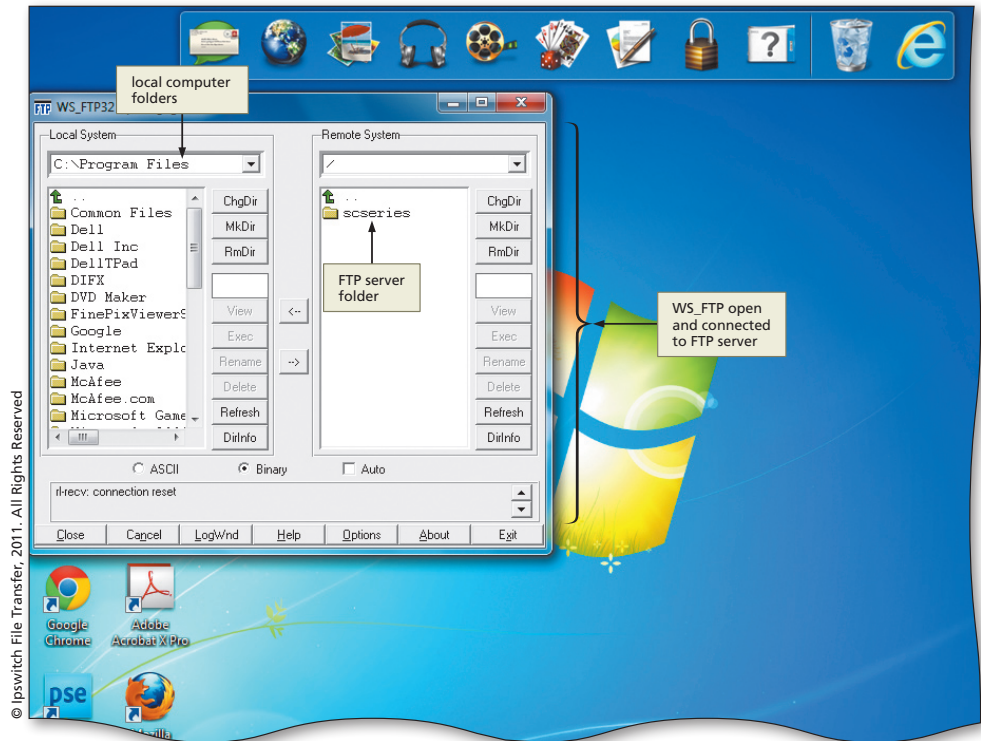 local computer
folders
FTP WS_FTP32
Local System
Remote System
C:\Program Files
/
..
Common Files
Dell
Dell Inc
DellTPad
DIFX
DVD Maker
FinePixViewerS
Google
Internet Explo
Java
McAfee
McAfee.com
Microsoft Game
ChgDir
MkDir
RmDir
View
Exec
Rename
Delete
Refresh
DirInfo
<--
-->
..
scseries
FTP server
folder
ChgDir
MkDir
RmDir
View
Exec
Rename
Delete
Refresh
DirInfo
WS_FTP open
and connected
to FTP server
ASCII
Binary
Auto
rl-recv: connection reset
Close
Cancel
LogWnd
Help
Options
About
Exit
Google
Chrome
Adobe
Acrobat X Pro
pse
© Ipswitch File Transfer, 2011. All Rights Reserved